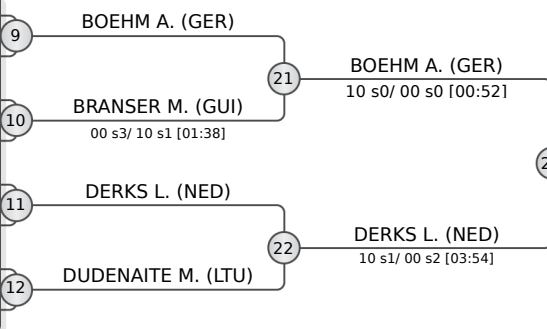 9
BOEHM A. (GER)
21
BOEHM A. (GER)
10 s0/ 00 s0 [00:52]
10
BRANSER M. (GUI)
00 s3/ 10 s1 [01:38]
11
DERKS L. (NED)
22
DERKS L. (NED)
10 s1/ 00 s2 [03:54]
12
DUDENAITE M. (LTU)